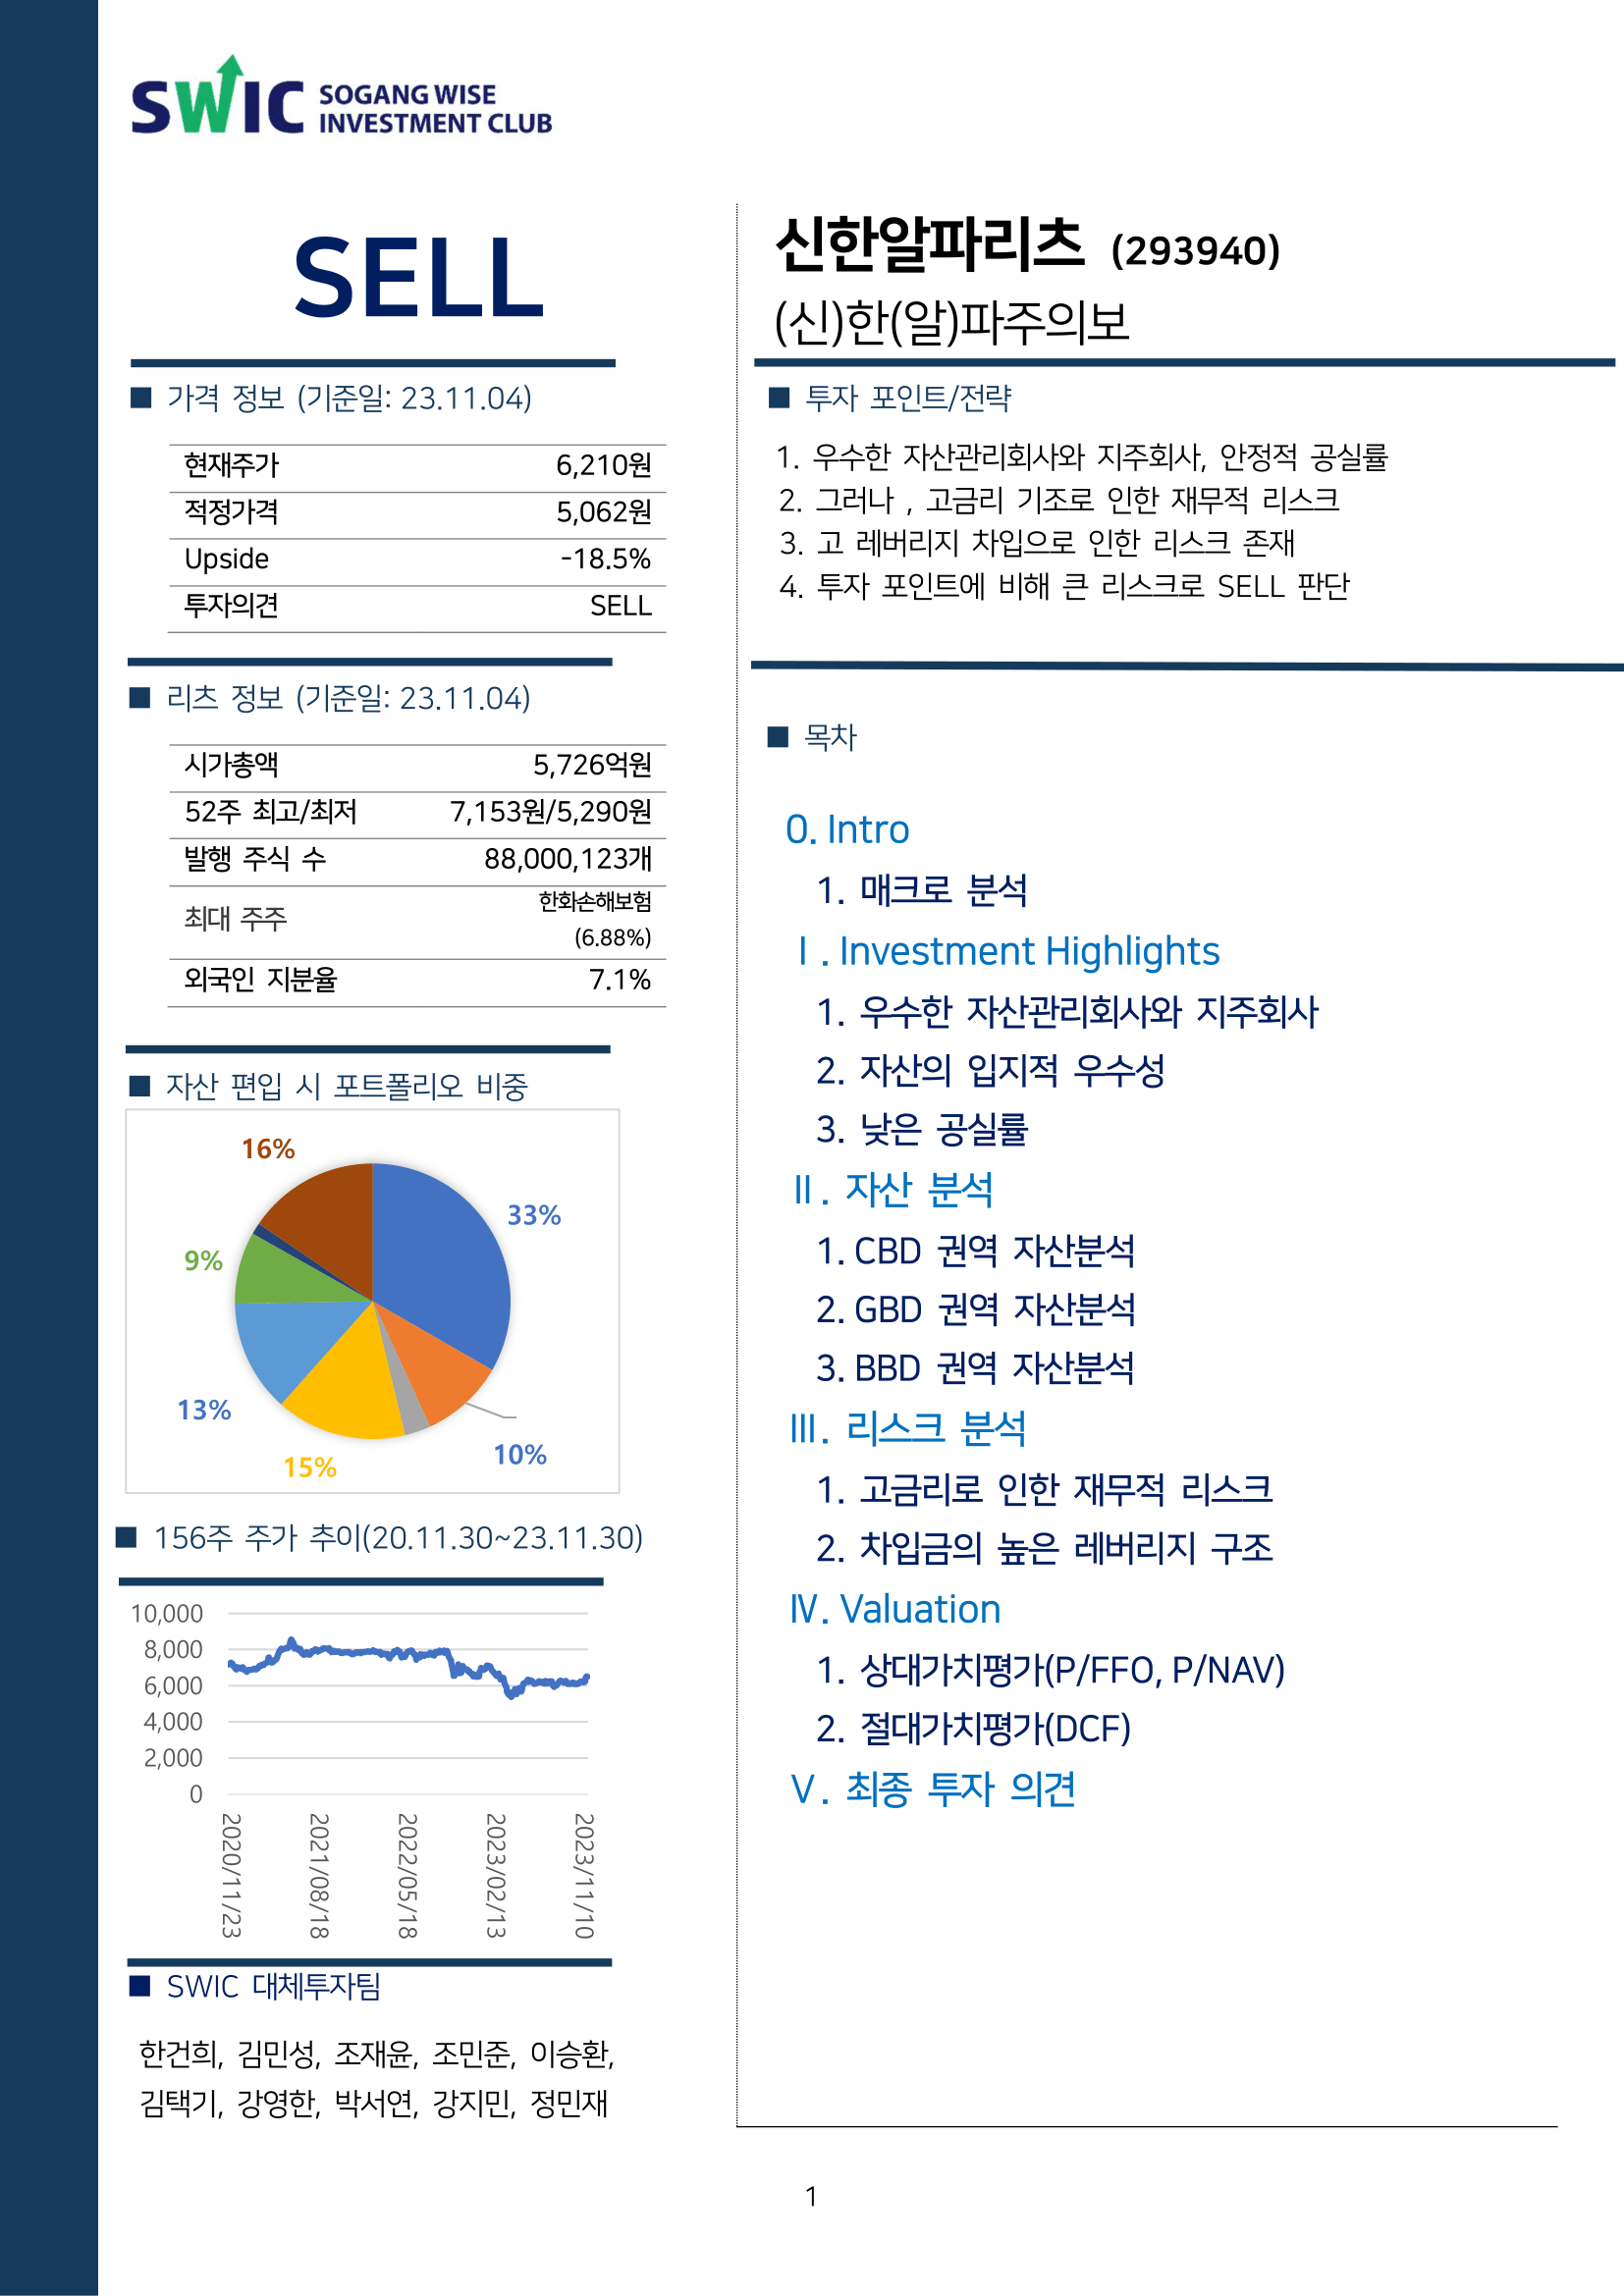 SWIC SOGANG WISE
INVESTMENT CLUB
SELL
■ 가격 정보 (기준일: 23.11.04)
현재주가 6,210원
적정가격 5,062원
Upside -18.5%
투자의견 SELL
■ 리츠 정보 (기준일: 23.11.04)
시가총액 5,726억원
52주 최고/최저 7,153원/5,290원
발행 주식 수 88,000,123개
최대 주주 한화손해보험
(6.88%)
외국인 지분율 7.1%
■ 자산 편입 시 포트폴리오 비중
16%
33%
9%
13%
10%
15%
■ 156주 주가 추이(20.11.30~23.11.30)
10,000
8,000
6,000
4,000
2,000
0
2020/11/23
2021/08/18
2022/05/18
2023/02/13
2023/11/10
■ SWIC 대체투자팀
한건희, 김민성, 조재윤, 조민준, 이승환,
김택기, 강영한, 박서연, 강지민, 정민재
신한알파리츠 (293940)
(신)한(알)파주의보
■ 투자 포인트/전략
1. 우수한 자산관리회사와 지주회사, 안정적 공실률
2. 그러나 , 고금리 기조로 인한 재무적 리스크
3. 고 레버리지 차입으로 인한 리스크 존재
4. 투자 포인트에 비해 큰 리스크로 SELL 판단
■ 목차
0. Intro
1. 매크로 분석
Ⅰ. Investment Highlights
1. 우수한 자산관리회사와 지주회사
2. 자산의 입지적 우수성
3. 낮은 공실률
Ⅱ. 자산 분석
1. CBD 권역 자산분석
2. GBD 권역 자산분석
3. BBD 권역 자산분석
Ⅲ. 리스크 분석
1. 고금리로 인한 재무적 리스크
2. 차입금의 높은 레버리지 구조
Ⅳ. Valuation
1. 상대가치평가(P/FFO, P/NAV)
2. 절대가치평가(DCF)
Ⅴ. 최종 투자 의견
1